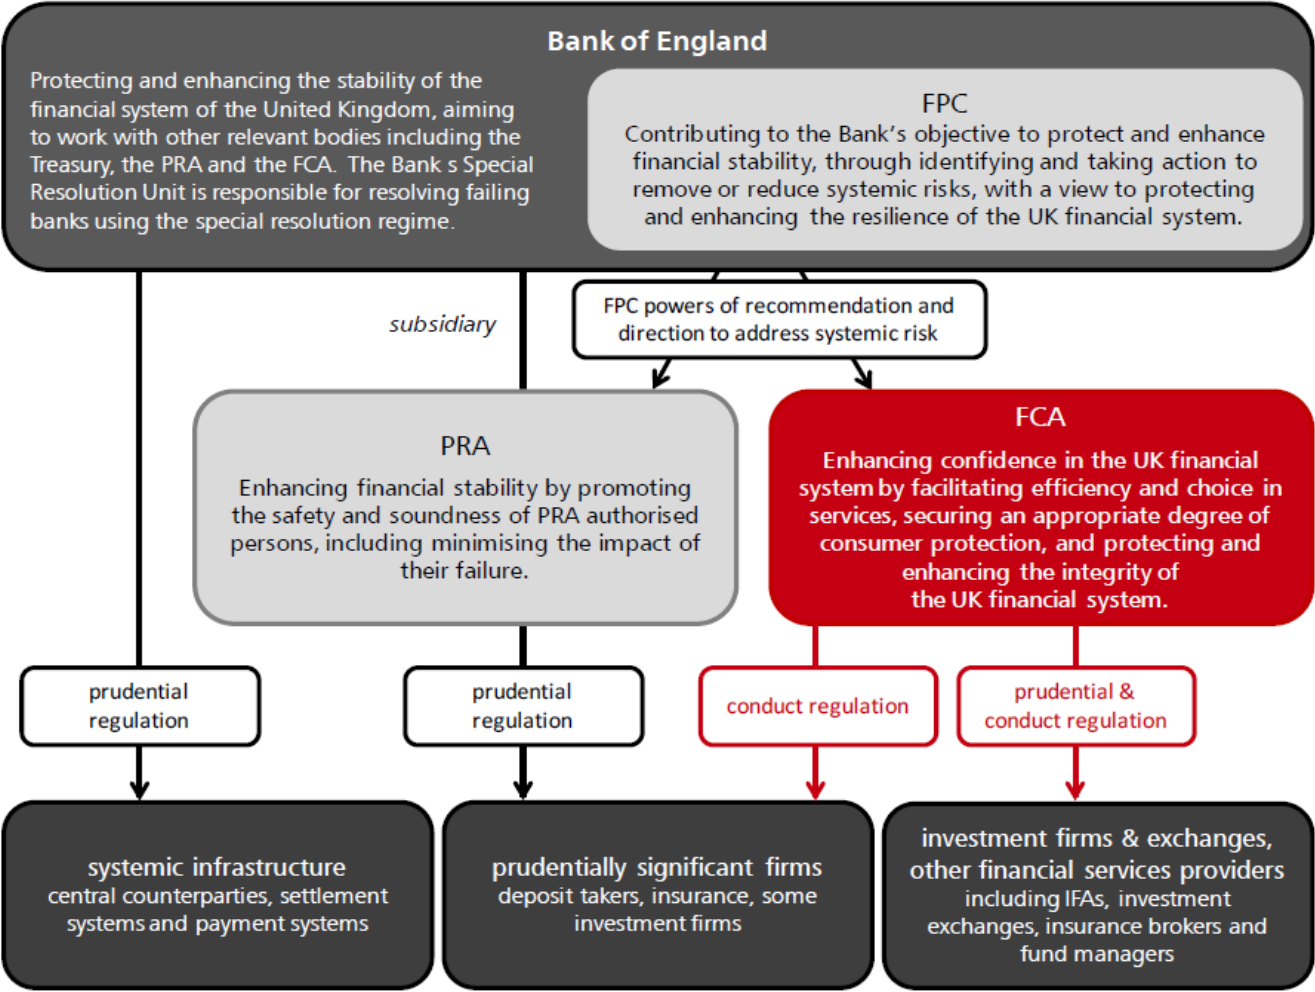 Bank of England
Protecting and enhancing the stability of the
financial system of the United Kingdom, aiming
to work with other relevant bodies including the
Treasury, the PRA and the FCA. The Bank s Special
Resolution Unit is responsible for resolving failing
banks using the special resolution regime.
FPC
Contributing to the Bank's objective to protect and enhance
financial stability, through identifying and taking action to
remove or reduce systemic risks, with a view to protecting
and enhancing the resilience of the UK financial system.
subsidiary
FPC powers of recommendation and
direction to address systemic risk
PRA
Enhancing financial stability by promoting
the safety and soundness of PRA authorised
persons, including minimising the impact of
their failure.
FCA
Enhancing confidence in the UK financial
system by facilitating efficiency and choice in
services, securing an appropriate degree of
consumer protection, and protecting and
enhancing the integrity of
the UK financial system.
prudential
regulation
prudential
regulation
conduct regulation
prudential &
conduct regulation
systemic infrastructure
central counterparties, settlement
systems and payment systems
prudentially significant firms
deposit takers, insurance, some
investment firms
investment firms & exchanges,
other financial services providers
including IFAs, investment
exchanges, insurance brokers and
fund managers